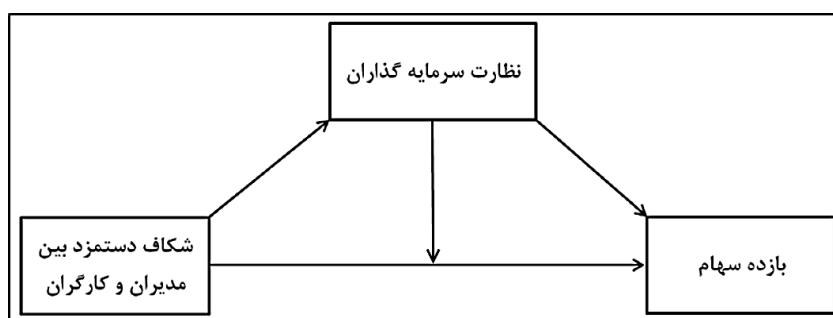 نظارت سرمایه گذاران
شکاف دستمزد بین
مدیران و کارگران
بازده سهام